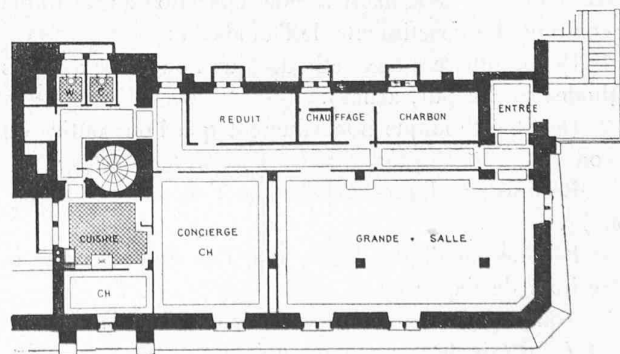 W
C
ENTRÉE
REDUIT
CHAUFFAGE
CHARBON
CUISINE
CONCIERGE
CH
GRANDE + SALLE
CH